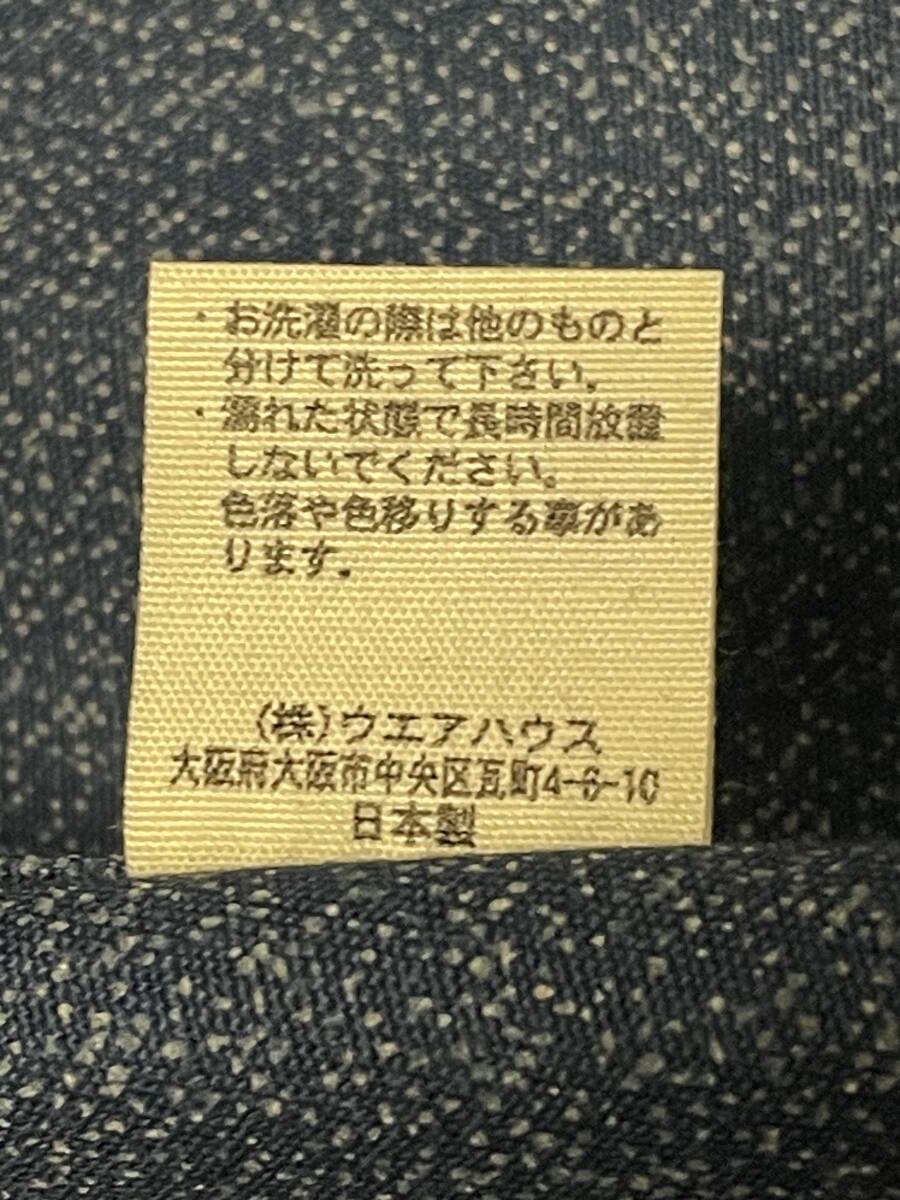 ・お洗濯の際は他のものと
分けて洗って下さい。
・濡れた状態で長時間放置
しないでください。
色落や色移りする事があ
ります。
(株)ウエアハウス
大阪府大阪市中央区瓦町4-6-10
日本製